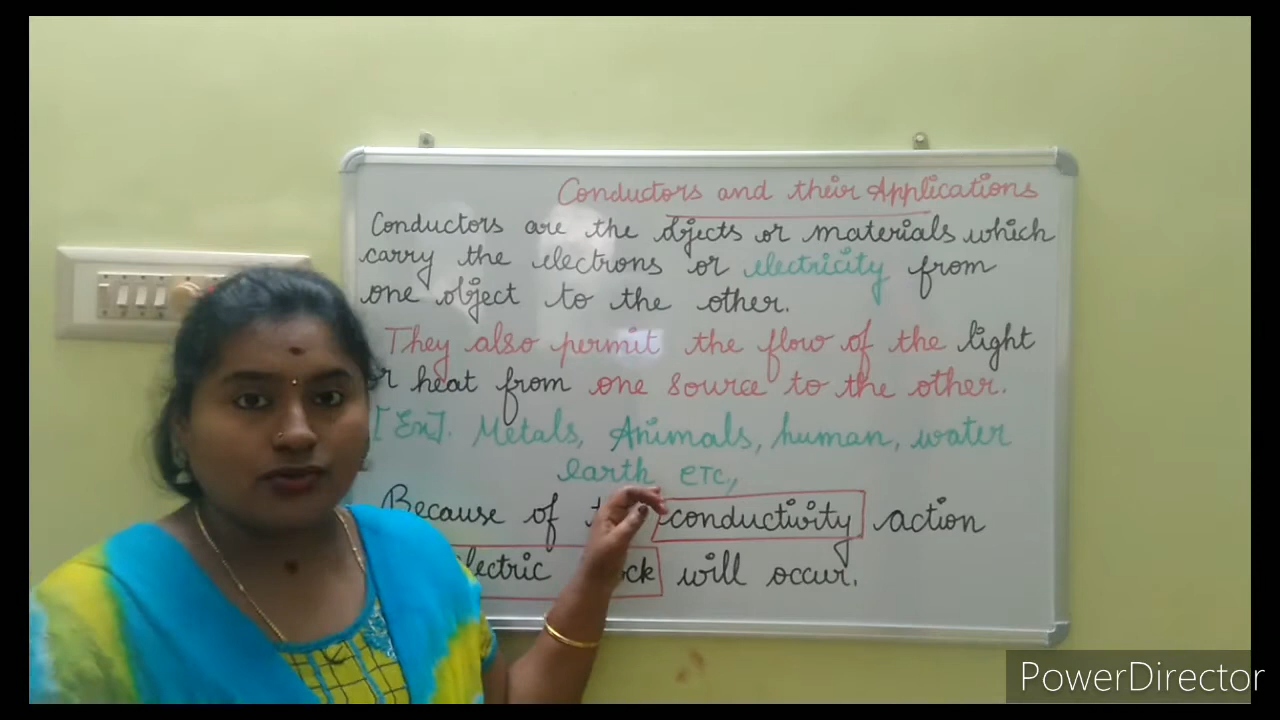 Conductors and their Applications
Conductors are the objects or materials which
carry the electrons or electricity from
one object to the other.
They also permit the flow of the light
heat from one source to the other.
[Ex]. Metals, Animals, human, water
earth etc,
Because of conductivity action
will occur.
PowerDirector